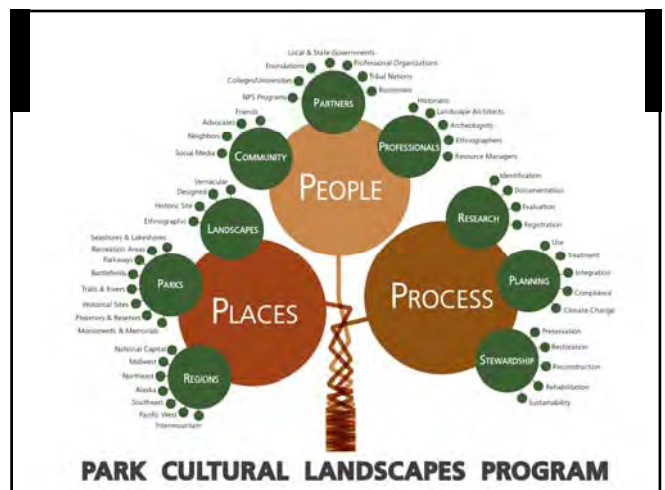 Local & State Governments
Foundations
Professional Organizations
Colleges/Universities
Tribal Nations
NPS Programs
Businesses
PARTNERS
Friends
Advocates
Neighbors
Social Media
COMMUNITY
Historians
Landscape Architects
Archeologists
Ethnographers
Resource Managers
PROFESSIONALS
PEOPLE
Vernacular
Designed
Historic Site
Ethnographic
LANDSCAPES
Seashores & Lakeshores
Recreation Areas
Parkways
Battlefields
Trails & Rivers
Historical Sites
Preserves & Reserves
Monuments & Memorials
PARKS
PLACES
National Capital
Midwest
Northeast
Alaska
Southeast
Pacific West
Intermountain
REGIONS
Identification
Documentation
Evaluation
Registration
RESEARCH
PROCESS
Use
Treatment
Integration
Compliance
Climate Change
PLANNING
Preservation
Restoration
Reconstruction
Rehabilitation
Sustainability
STEWARDSHIP
PARK CULTURAL LANDSCAPES PROGRAM